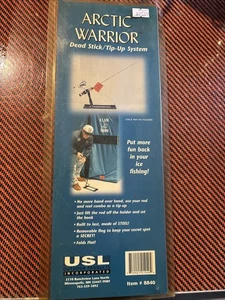 ARCTIC
WARRIOR
Dead Stick/Tip-Up System
Put more
fun back
in your
ice
fishing!
• No more hand over hand, use your rod
and reel combo as a tip-up
• Just lift the rod off the holder and set
the hook
• Built to last, made of STEEL!
• Removable flag to keep your secret spot
a SECRET!
• Folds Flat!
USL
INCORPORATED
Minneapolis, MN
Item # 8840